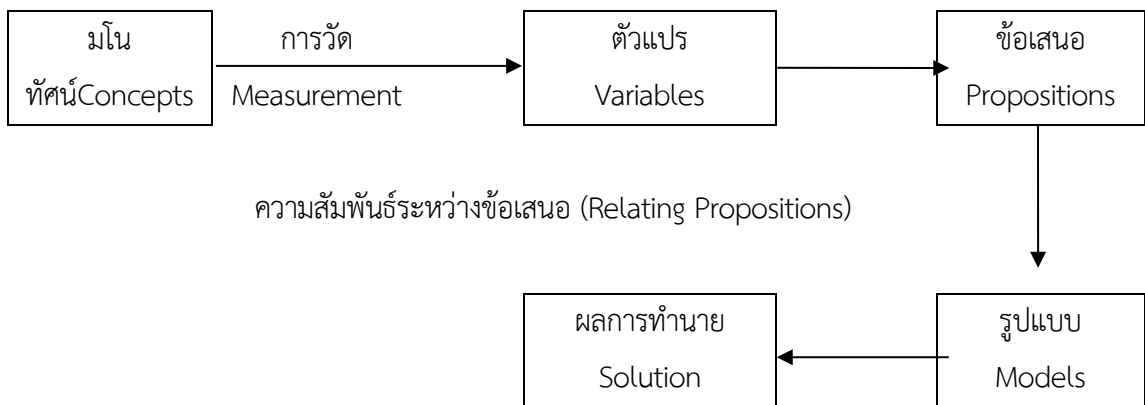 มโน
ทัศน์Concepts
การวัด
Measurement
ตัวแปร
Variables
ข้อเสนอ
Propositions
ความสัมพันธ์ระหว่างข้อเสนอ (Relating Propositions)
ผลการทำนาย
Solution
รูปแบบ
Models